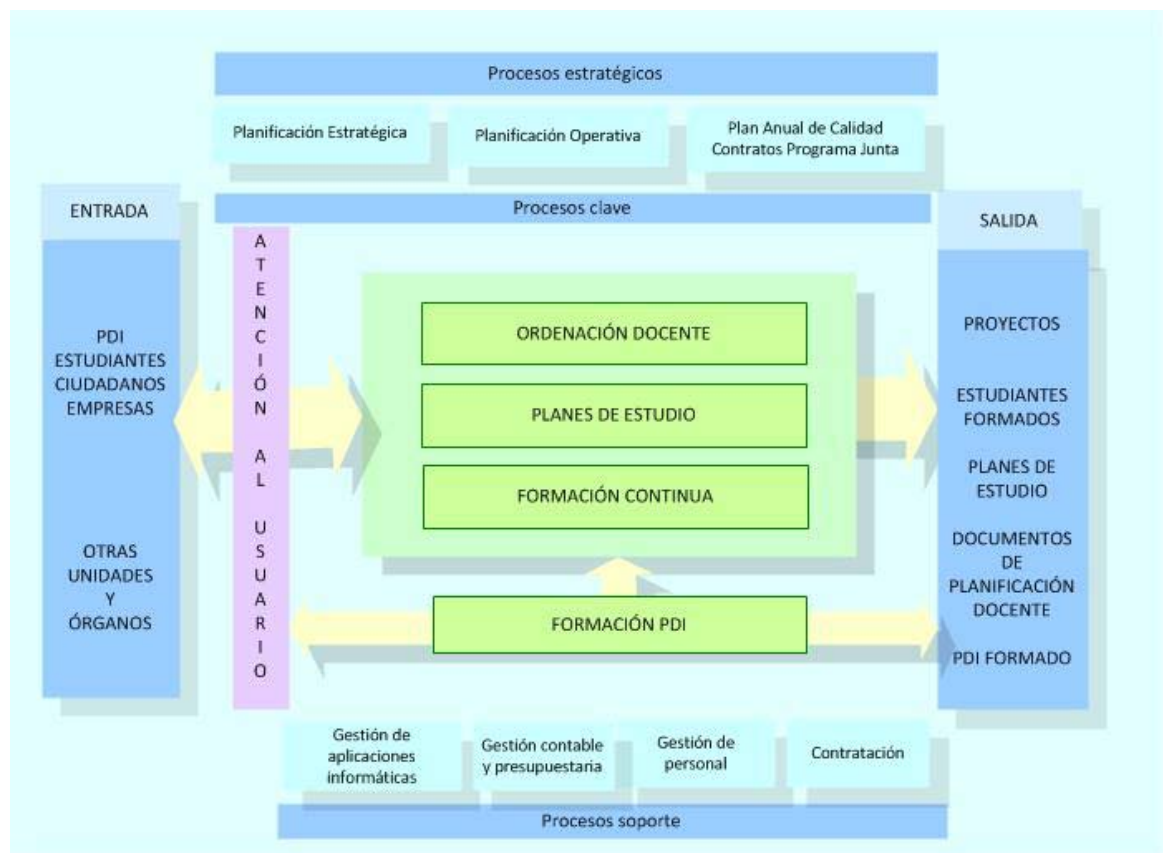 Procesos estratégicos
Planificación Estratégica
Planificación Operativa
Plan Anual de Calidad
Contratos Programa Junta
ENTRADA
PDI
ESTUDIANTES
CIUDADANOS
EMPRESAS
OTRAS
UNIDADES
Y
ÓRGANOS
Procesos clave
ATENCIÓN AL USUARIO
ORDENACIÓN DOCENTE
PLANES DE ESTUDIO
FORMACIÓN CONTINUA
FORMACIÓN PDI
SALIDA
PROYECTOS
ESTUDIANTES
FORMADOS
PLANES DE
ESTUDIO
DOCUMENTOS
DE
PLANIFICACIÓN
DOCENTE
PDI FORMADO
Gestión de
aplicaciones
informáticas
Gestión contable
y presupuestaria
Gestión de
personal
Contratación
Procesos soporte